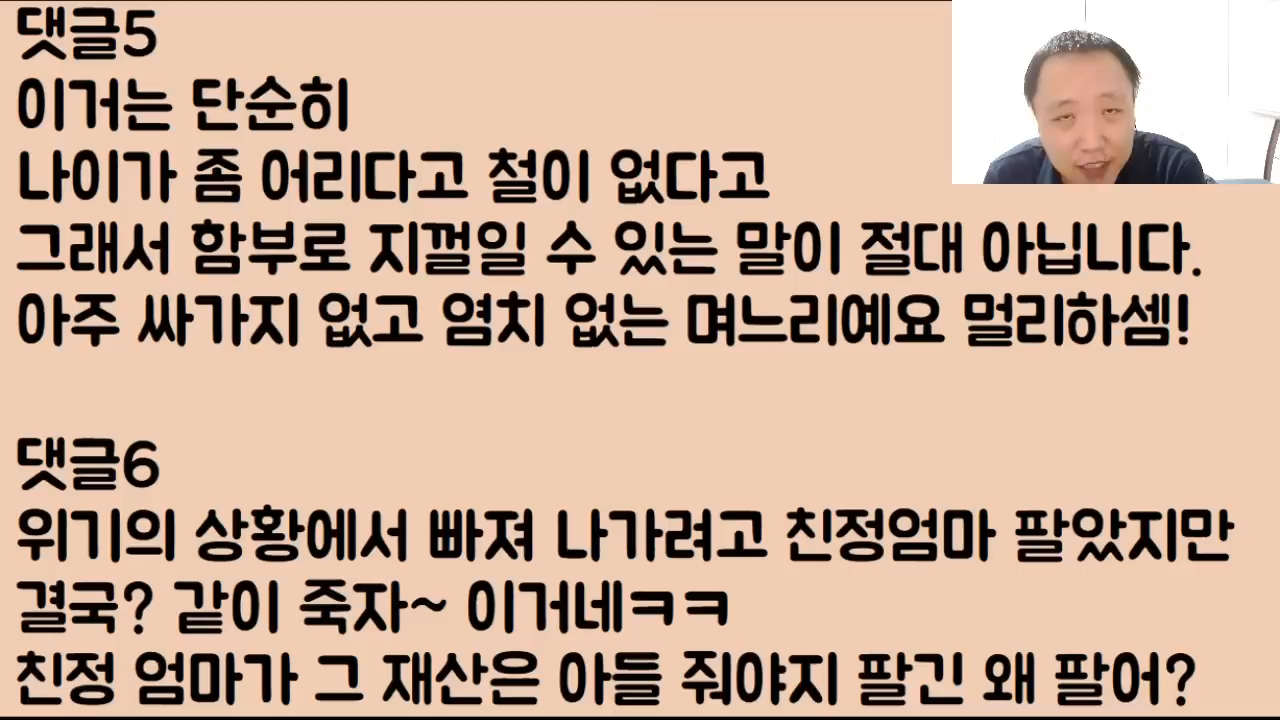 댓글5
이거는 단순히
나이가 좀 어리다고 철이 없다고
그래서 함부로 지껄일 수 있는 말이 절대 아닙니다.
아주 싸가지 없고 염치 없는 며느리예요 멀리하셈!
댓글6
위기의 상황에서 빠져 나가려고 친정엄마 팔았지만
결국? 같이 죽자~ 이거네ㅋㅋ
친정 엄마가 그 재산은 아들 줘야지 팔긴 왜 팔어?